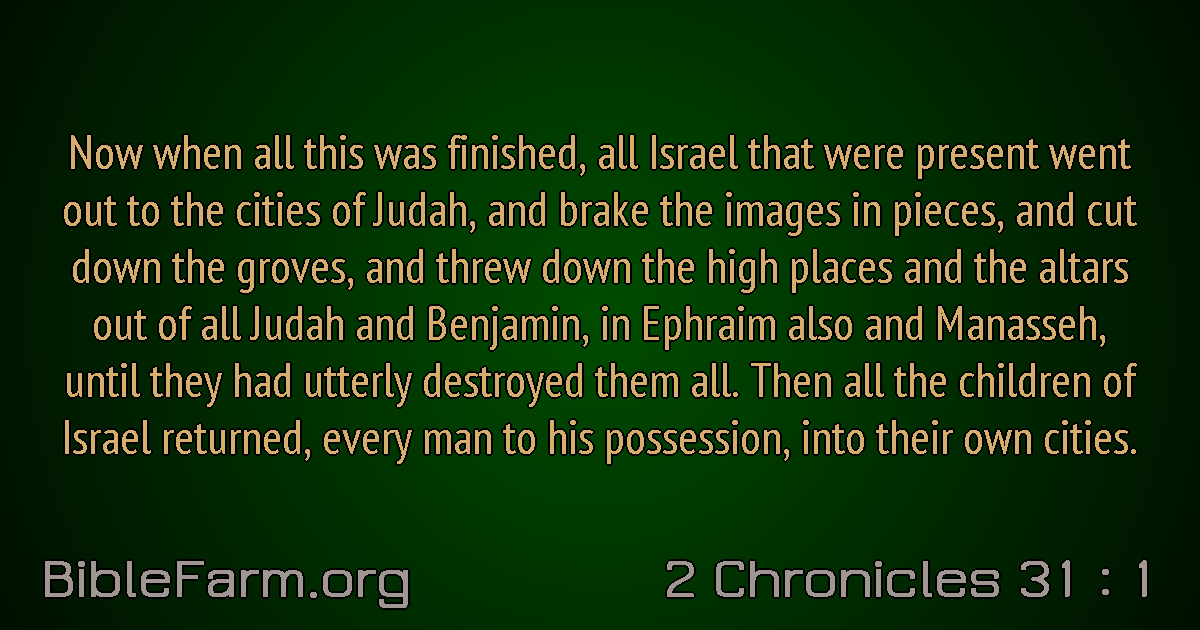 Now when all this was finished, all Israel that were present went
out to the cities of Judah, and brake the images in pieces, and cut
down the groves, and threw down the high places and the altars
out of all Judah and Benjamin, in Ephraim also and Manasseh,
until they had utterly destroyed them all. Then all the children of
Israel returned, every man to his possession, into their own cities.
BibleFarm.org
2 Chronicles 31 : 1